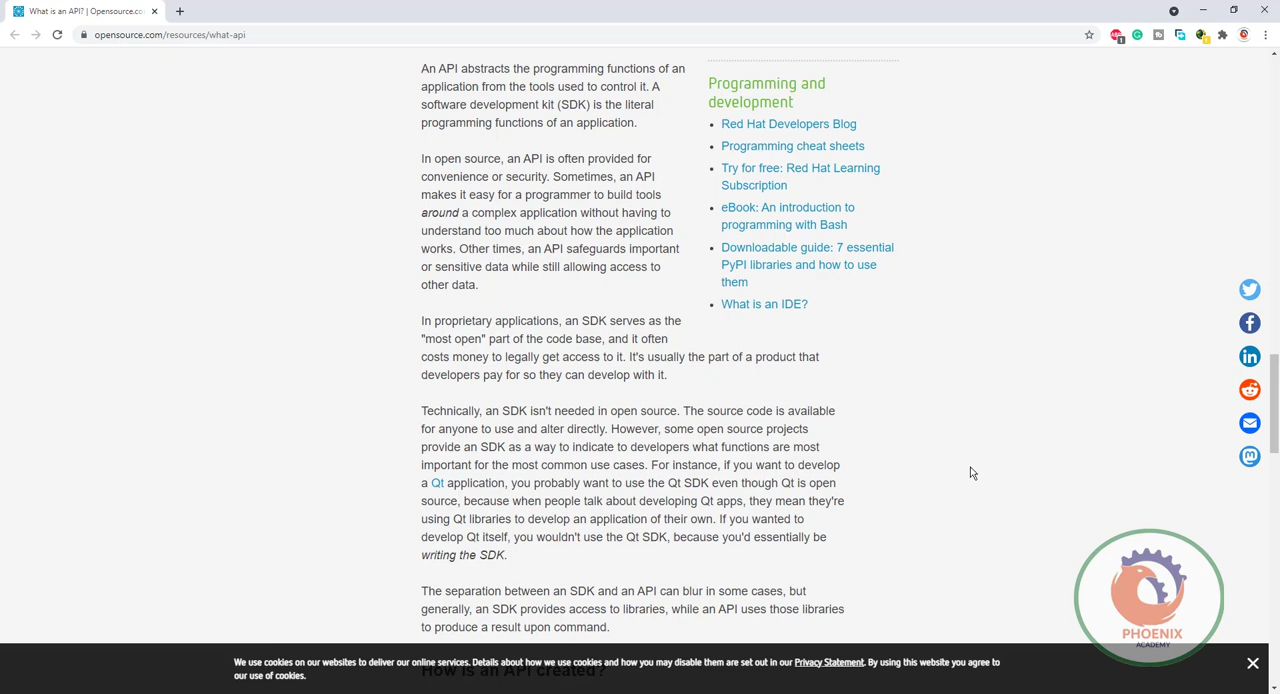 What is an API? | Opensource.co
opensource.com/resources/what-api
An API abstracts the programming functions of an
application from the tools used to control it. A
software development kit (SDK) is the literal
programming functions of an application.
In open source, an API is often provided for
convenience or security. Sometimes, an API
makes it easy for a programmer to build tools
around a complex application without having to
understand too much about how the application
works. Other times, an API safeguards important
or sensitive data while still allowing access to
other data.
In proprietary applications, an SDK serves as the
"most open" part of the code base, and it often
costs money to legally get access to it. It's usually the part of a product that
developers pay for so they can develop with it.
Technically, an SDK isn't needed in open source. The source code is available
for anyone to use and alter directly. However, some open source projects
provide an SDK as a way to indicate to developers what functions are most
important for the most common use cases. For instance, if you want to develop
a Qt application, you probably want to use the Qt SDK even though Qt is open
source, because when people talk about developing Qt apps, they mean they're
using Qt libraries to develop an application of their own. If you wanted to
develop Qt itself, you wouldn't use the Qt SDK, because you'd essentially be
writing the SDK.
The separation between an SDK and an API can blur in some cases, but
generally, an SDK provides access to libraries, while an API uses those libraries
to produce a result upon command.
How is an API created?
Programming and
development
Red Hat Developers Blog
Programming cheat sheets
Try for free: Red Hat Learning
Subscription
eBook: An introduction to
programming with Bash
Downloadable guide: 7 essential
PyPI libraries and how to use
them
What is an IDE?
PHOENIX
ACADEMY
We use cookies on our websites to deliver our online services. Details about how we use cookies and how you may disable them are set out in our Privacy Statement. By using this website you agree to
our use of cookies.